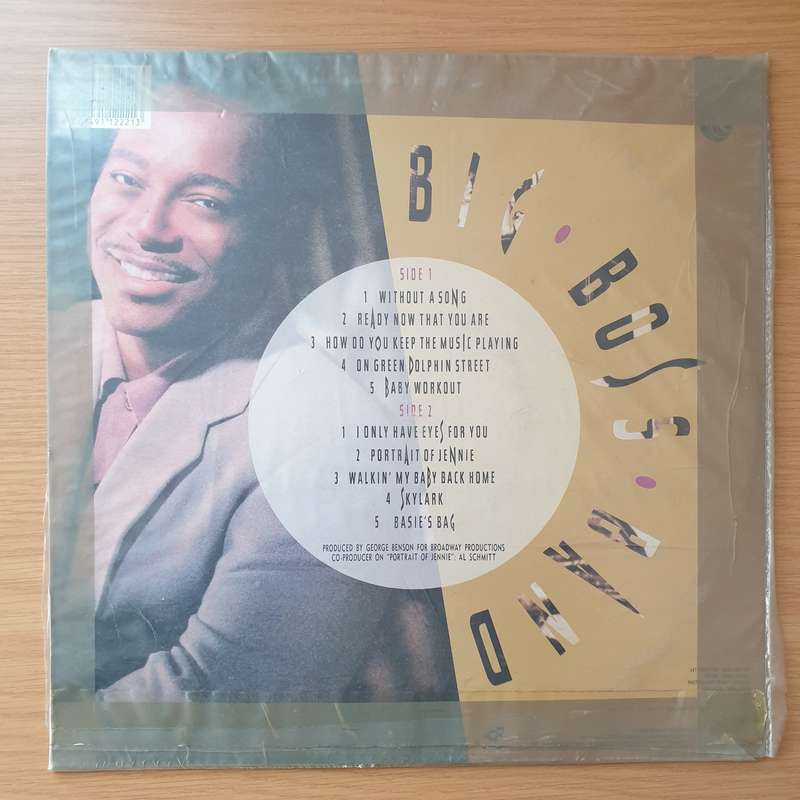 BIG • BOSS • BAND
SIDE 1
1 WITHOUT A SONG
2 READY NOW THAT YOU ARE
3 HOW DO YOU KEEP THE MUSIC PLAYING
4 ON GREEN DOLPHIN STREET
5 BABY WORKOUT
SIDE 2
1 I ONLY HAVE EYES FOR YOU
2 PORTRAIT OF JENNIE
3 WALKIN' MY BABY BACK HOME
4 SKYLARK
5 BASIE'S BAG
PRODUCED BY GEORGE BENSON FOR BROADWAY PRODUCTIONS
CO-PRODUCER ON "PORTRAIT OF JENNIE": AL SCHMITT